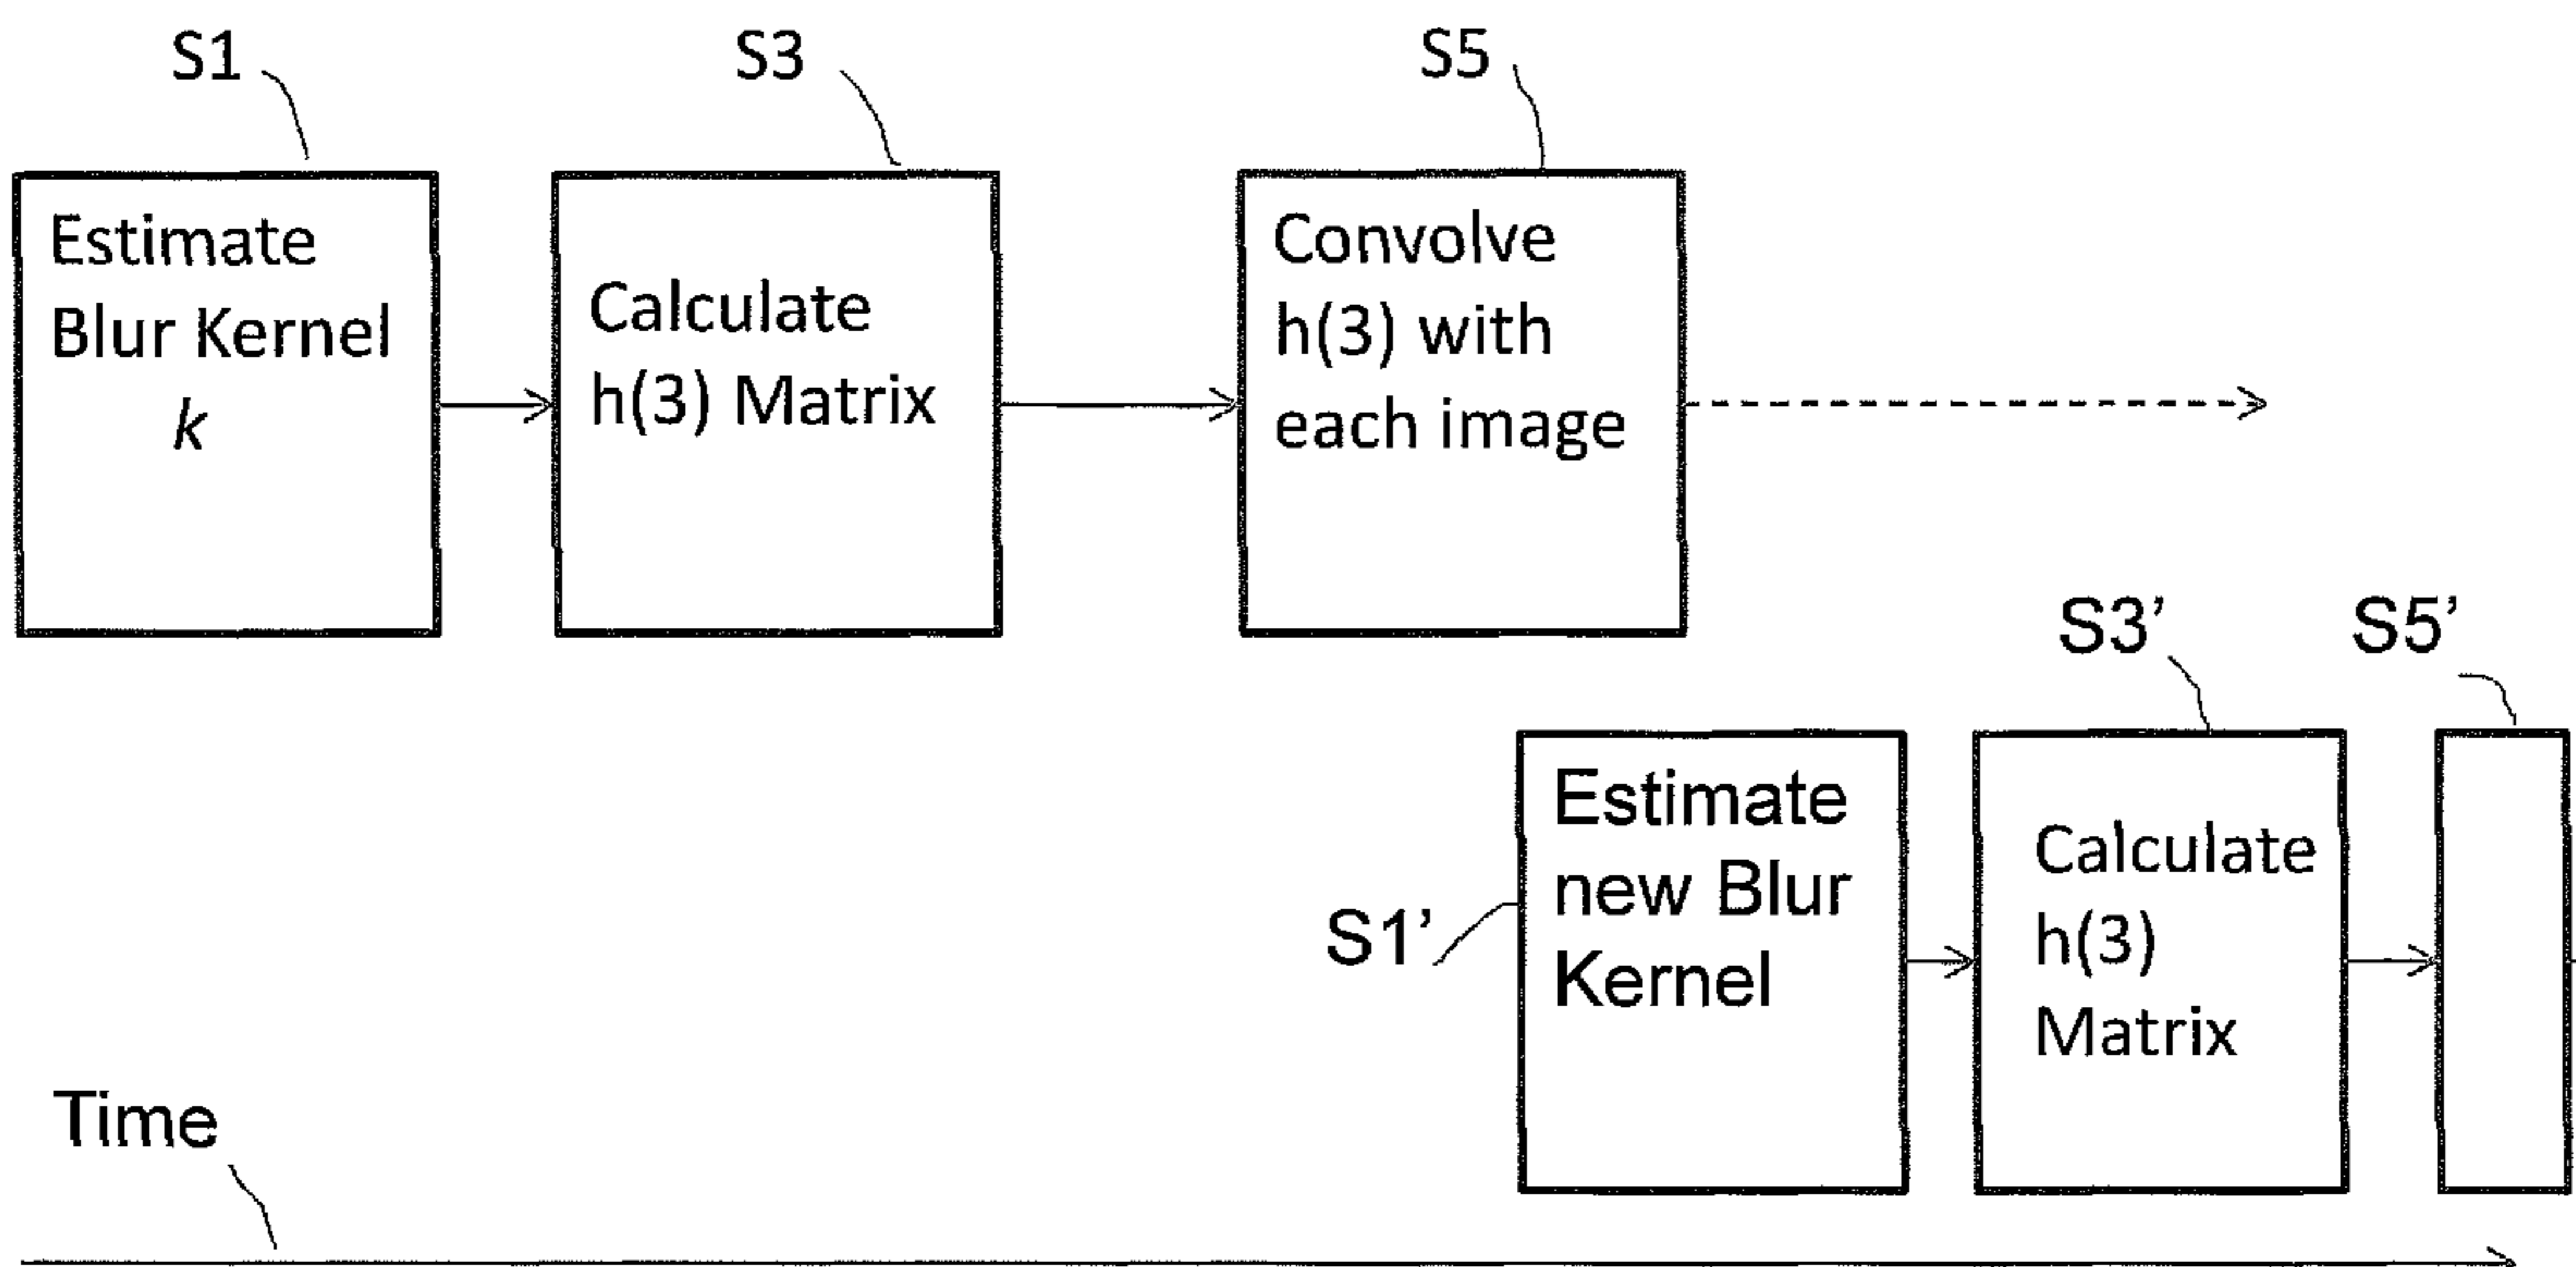 S1
S3
S5
Estimate
Blur Kernel
k
Calculate
h(3) Matrix
Convolve
h(3) with
each image
S3’
S5’
S1’
Estimate
new Blur
Kernel
Calculate
h(3)
Matrix
Time